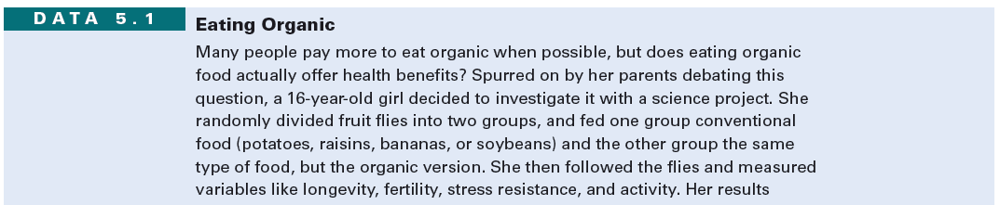 DATA 5.1
Eating Organic
Many people pay more to eat organic when possible, but does eating organic
food actually offer health benefits? Spurred on by her parents debating this
question, a 16-year-old girl decided to investigate it with a science project. She
randomly divided fruit flies into two groups, and fed one group conventional
food (potatoes, raisins, bananas, or soybeans) and the other group the same
type of food, but the organic version. She then followed the flies and measured
variables like longevity, fertility, stress resistance, and activity. Her results